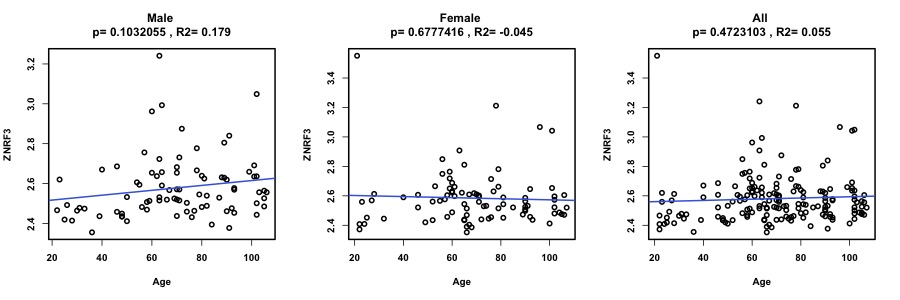 Male
p= 0.1032055 , R2= 0.179
ZNRF3
3.2
3.0
2.8
2.6
2.4
20 40 60 80 100
Age
Female
p= 0.6777416 , R2= -0.045
ZNRF3
3.4
3.2
3.0
2.8
2.6
2.4
20 40 60 80 100
Age
All
p= 0.4723103 , R2= 0.055
ZNRF3
3.4
3.2
3.0
2.8
2.6
2.4
20 40 60 80 100
Age